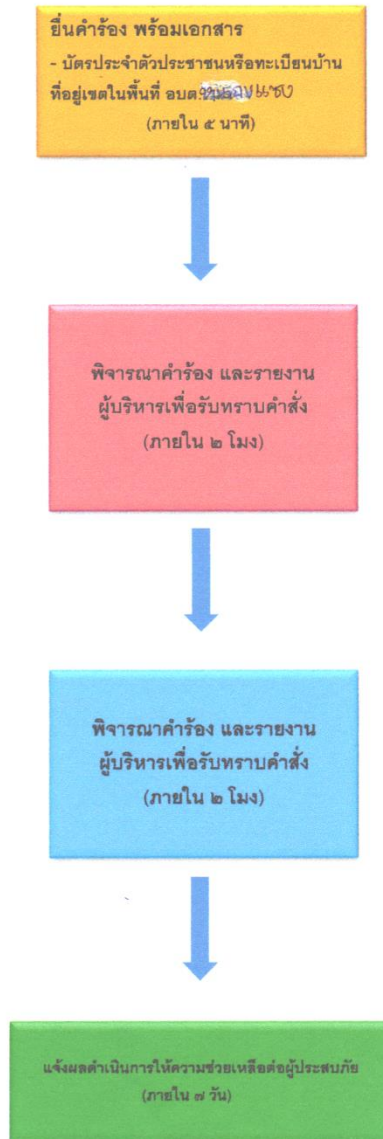 ยื่นคำร้อง พร้อมเอกสาร
- บัตรประจำตัวประชาชนหรือทะเบียนบ้าน
ที่อยู่เขตในพื้นที่ อบต.
(ภายใน ๕ นาที)
พิจารณาคำร้อง และรายงาน
ผู้บริหารเพื่อรับทราบคำสั่ง
(ภายใน ๒ โมง)
พิจารณาคำร้อง และรายงาน
ผู้บริหารเพื่อรับทราบคำสั่ง
(ภายใน ๒ โมง)
แจ้งผลดำเนินการให้ความช่วยเหลือต่อผู้ประสบภัย
(ภายใน ๗ วัน)